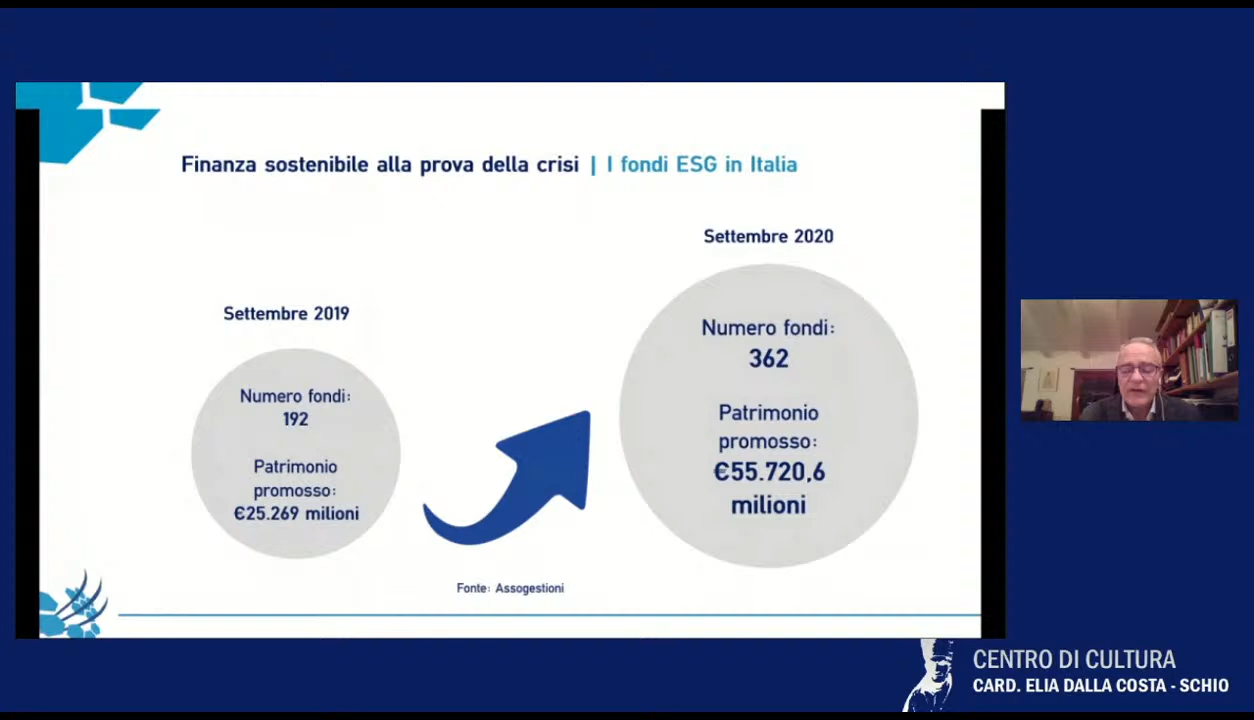 Finanza sostenibile alla prova della crisi | I fondi ESG in Italia
Settembre 2019
Numero fondi:
192
Patrimonio
promosso:
€25.269 milioni
Settembre 2020
Numero fondi:
362
Patrimonio
promosso:
€55.720,6
milioni
Fonte: Assogestioni
CENTRO DI CULTURA
CARD. ELIA DALLA COSTA - SCHIO